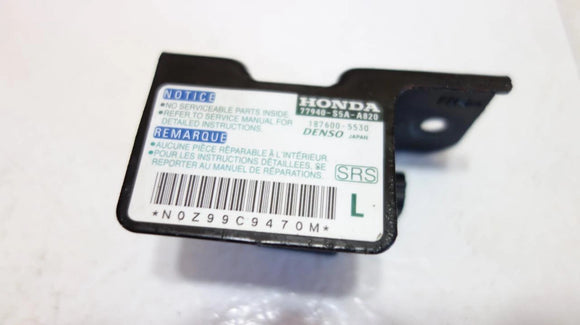 NOTICE
•NO SERVICEABLE PARTS INSIDE.
•REFER TO SERVICE MANUAL FOR
DETAILED INSTRUCTIONS.
REMARQUE
•AUCUNE PIÈCE RÉPARABLE À L'INTÉRIEUR
•POUR LES INSTRUCTIONS DÉTAILLÉES, SE
REPORTER AU MANUEL DE RÉPARATIONS.
HONDA
77940-S5A-A820
187600-5530
DENSO JAPAN
SRS
L
*N0Z99C9470M*